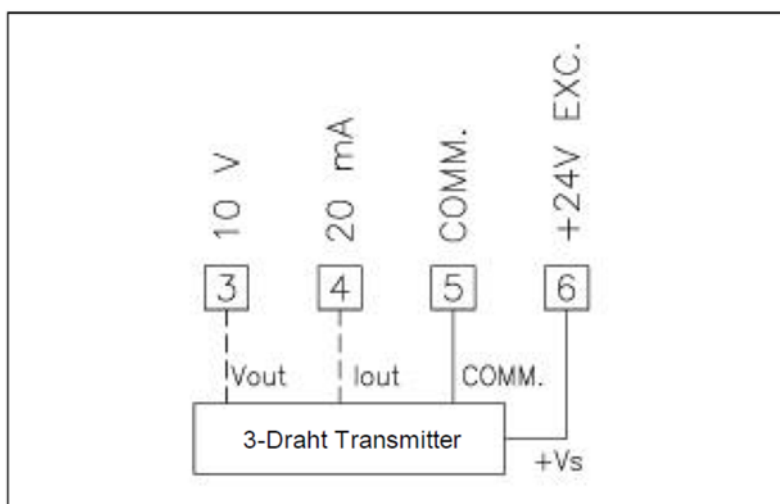 10 V
20 mA
COMM.
+24V EXC.
3
4
5
6
Vout
Iout
COMM.
3-Draht Transmitter
+Vs